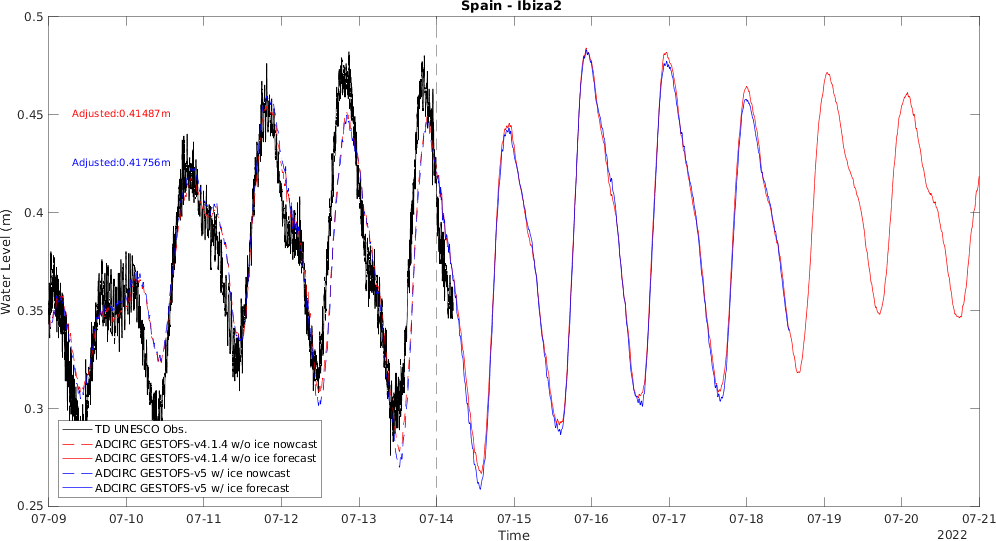 Spain - Ibiza2
0.5
0.45
0.4
0.35
0.3
0.25
Water Level (m)
Adjusted:0.41487m
Adjusted:0.41756m
TD UNESCO Obs.
ADCIRC GESTOFS-v4.1.4 w/o ice nowcast
ADCIRC GESTOFS-v4.1.4 w/o ice forecast
ADCIRC GESTOFS-v5 w/ ice nowcast
ADCIRC GESTOFS-v5 w/ ice forecast
07-09 07-10 07-11 07-12 07-13 07-14 07-15 07-16 07-17 07-18 07-19 07-20 07-21
Time
2022